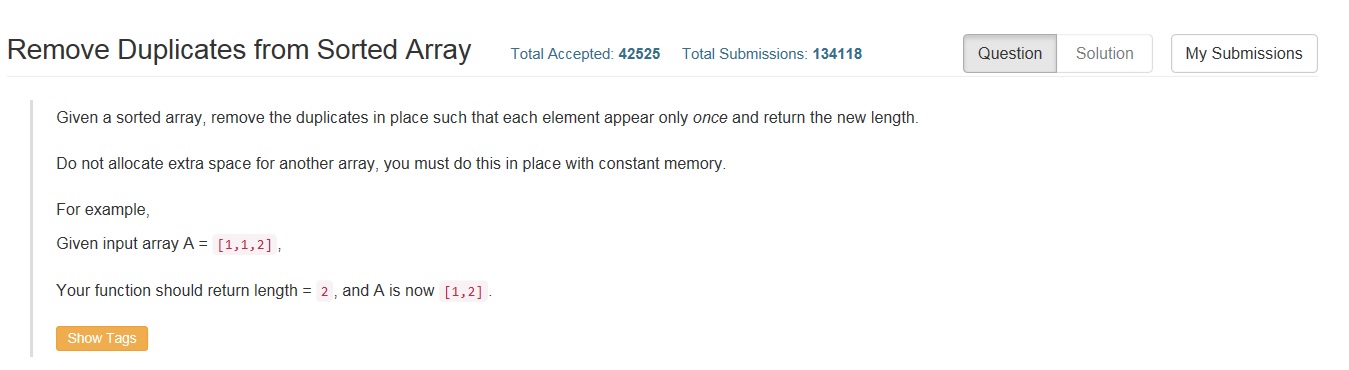 Remove Duplicates from Sorted Array Total Accepted: 42525 Total Submissions: 134118 Question Solution My Submissions
Given a sorted array, remove the duplicates in place such that each element appear only once and return the new length.
Do not allocate extra space for another array, you must do this in place with constant memory.
For example,
Given input array A = [1,1,2],
Your function should return length = 2, and A is now [1,2].
Show Tags